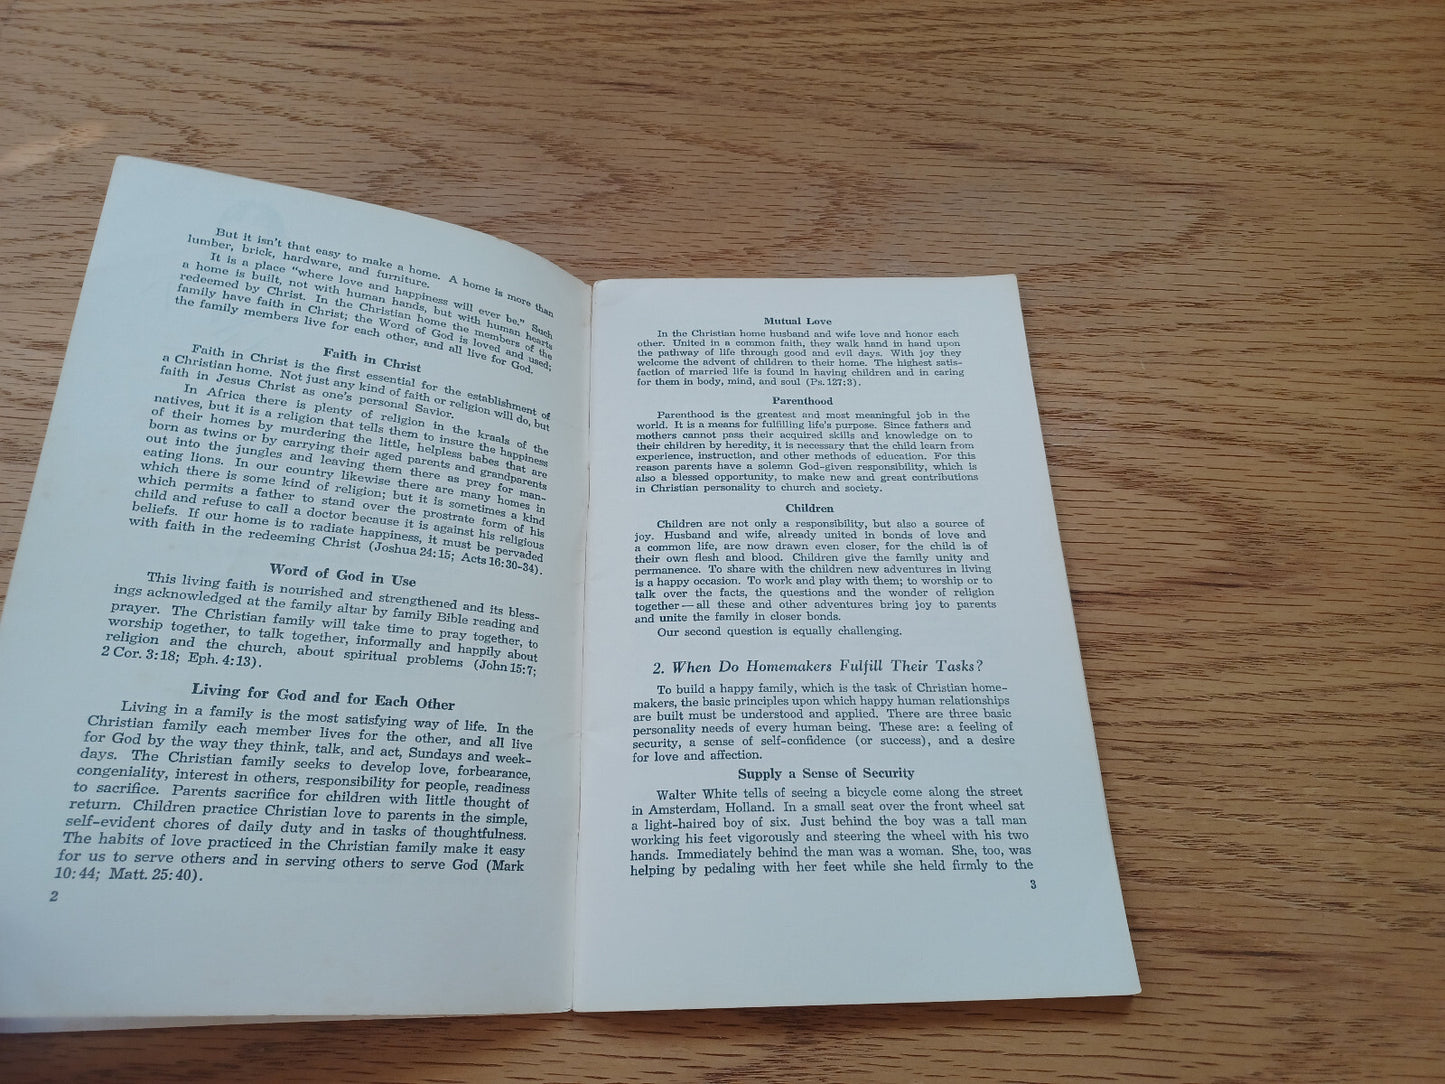 But it isn't that easy to make a home. A home is more than
lumber, brick, hardware, and furniture.
It is a place "where love and happiness will ever be." Such
a home is built, not with human hands, but with human hearts
redeemed by Christ. In the Christian home the members of the
family have faith in Christ; the Word of God is loved and used;
the family members live for each other, and all live for God.
Faith in Christ
Faith in Christ is the first essential for the establishment of
a Christian home. Not just any kind of faith or religion will do, but
faith in Jesus Christ as one's personal Savior.
In Africa there is plenty of religion in the kraals of the
natives, but it is a religion that tells them to insure the happiness
of their homes by murdering the little, helpless babes that are
born as twins or by carrying their aged parents and grandparents
out into the jungles and leaving them there as prey for man-
eating lions. In our country likewise there are many homes in
which there is some kind of religion; but it is sometimes a kind
which permits a father to stand over the prostrate form of his
child and refuse to call a doctor because it is against his religious
beliefs. If our home is to radiate happiness, it must be pervaded
with faith in the redeeming Christ (Joshua 24:15; Acts 16:30-34).
Word of God in Use
This living faith is nourished and strengthened and its bless-
ings acknowledged at the family altar by family Bible reading and
prayer. The Christian family will take time to pray together, to
worship together, to talk together, informally and happily about
religion and the church, about spiritual problems (John 15:7;
2 Cor. 3:18; Eph. 4:13).
Living for God and for Each Other
Living in a family is the most satisfying way of life. In the
Christian family each member lives for the other, and all live
for God by the way they think, talk, and act, Sundays and week-
days. The Christian family seeks to develop love, forbearance,
congeniality, interest in others, responsibility for people, readiness
to sacrifice. Parents sacrifice for children with little thought of
return. Children practice Christian love to parents in the simple,
self-evident chores of daily duty and in tasks of thoughtfulness.
The habits of love practiced in the Christian family make it easy
for us to serve others and in serving others to serve God (Mark
10:44; Matt. 25:40).
2
Mutual Love
In the Christian home husband and wife love and honor each
other. United in a common faith, they walk hand in hand upon
the pathway of life through good and evil days. With joy they
welcome the advent of children to their home. The highest satis-
faction of married life is found in having children and in caring
for them in body, mind, and soul (Ps. 127:3).
Parenthood
Parenthood is the greatest and most meaningful job in the
world. It is a means for fulfilling life's purpose. Since fathers and
mothers cannot pass their acquired skills and knowledge on to
their children by heredity, it is necessary that the child learn from
experience, instruction, and other methods of education. For this
reason parents have a solemn God-given responsibility, which is
also a blessed opportunity, to make new and great contributions
in Christian personality to church and society.
Children
Children are not only a responsibility, but also a source of
joy. Husband and wife, already united in bonds of love and
a common life, are now drawn even closer, for the child is of
their own flesh and blood. Children give the family unity and
permanence. To share with the children new adventures in living
is a happy occasion. To work and play with them; to worship or to
talk over the facts, the questions and the wonder of religion
together — all these and other adventures bring joy to parents
and unite the family in closer bonds.
Our second question is equally challenging.
2. When Do Homemakers Fulfill Their Tasks?
To build a happy family, which is the task of Christian home-
makers, the basic principles upon which happy human relationships
are built must be understood and applied. There are three basic
personality needs of every human being. These are: a feeling of
security, a sense of self-confidence (or success), and a desire
for love and affection.
Supply a Sense of Security
Walter White tells of seeing a bicycle come along the street
in Amsterdam, Holland. In a small seat over the front wheel sat
a light-haired boy of six. Just behind the boy was a tall man
working his feet vigorously and steering the wheel with his two
hands. Immediately behind the man was a woman. She, too, was
helping by pedaling with her feet while she held firmly to the
3